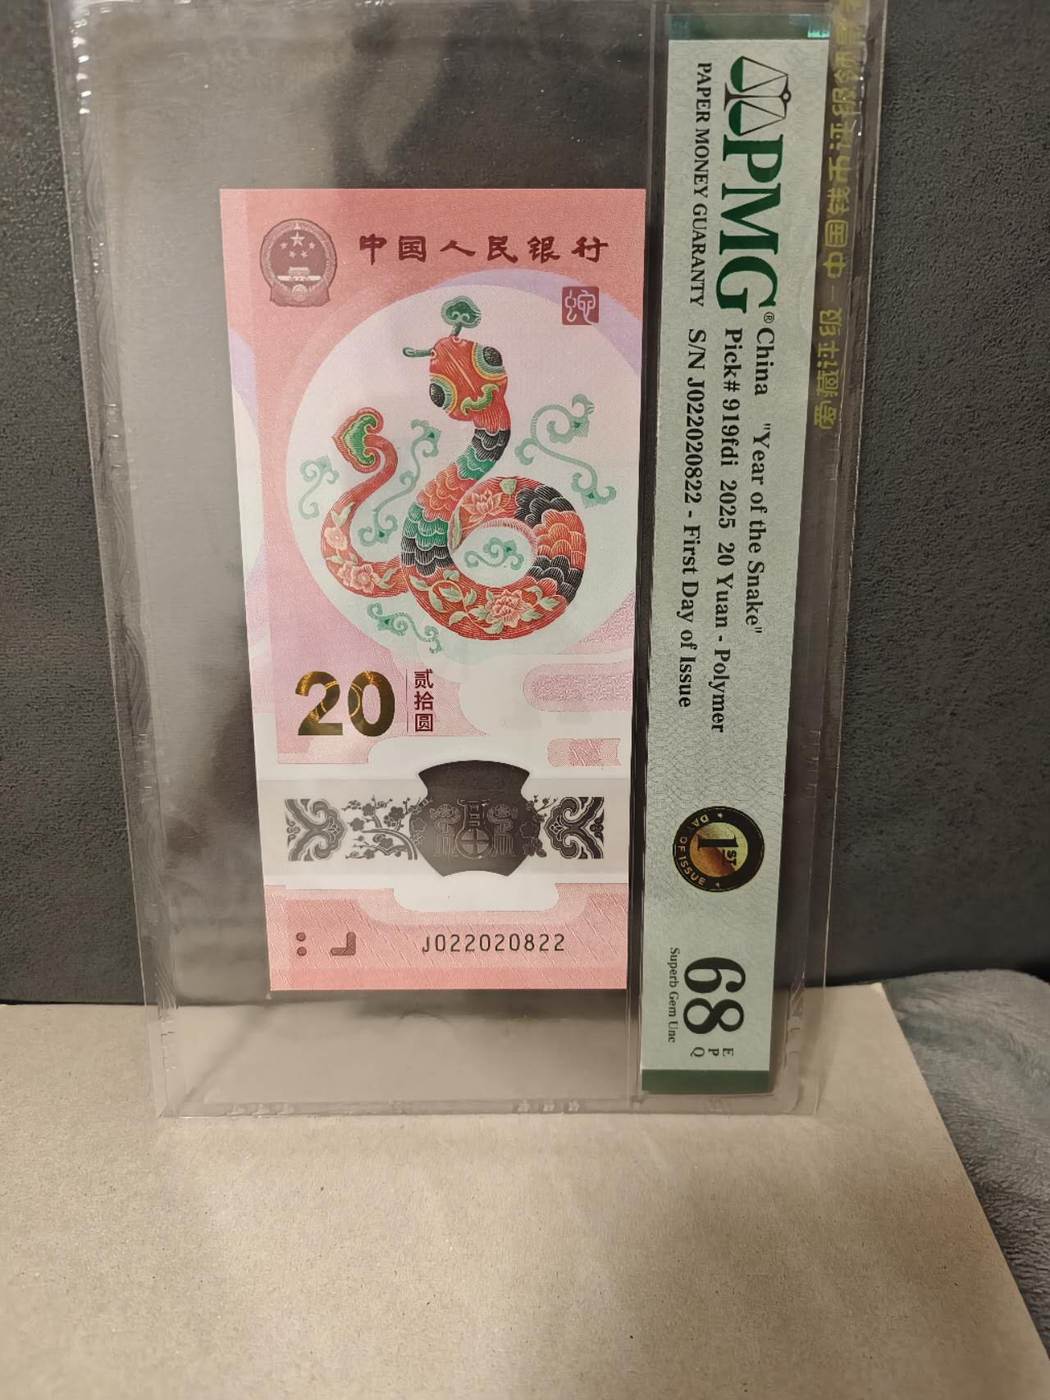 中国人民银行
蛇
20
贰拾圆
J022020822
PMG®
PAPER MONEY GUARANTY
China "Year of the Snake"
Pick# 919fdi 2025 20 Yuan - Polymer
S/N J022020822 - First Day of Issue
1ST
DAY OF ISSUE
68
EPQ
Superb Gem Unc
爱藏评级 - 中国钱币评级领